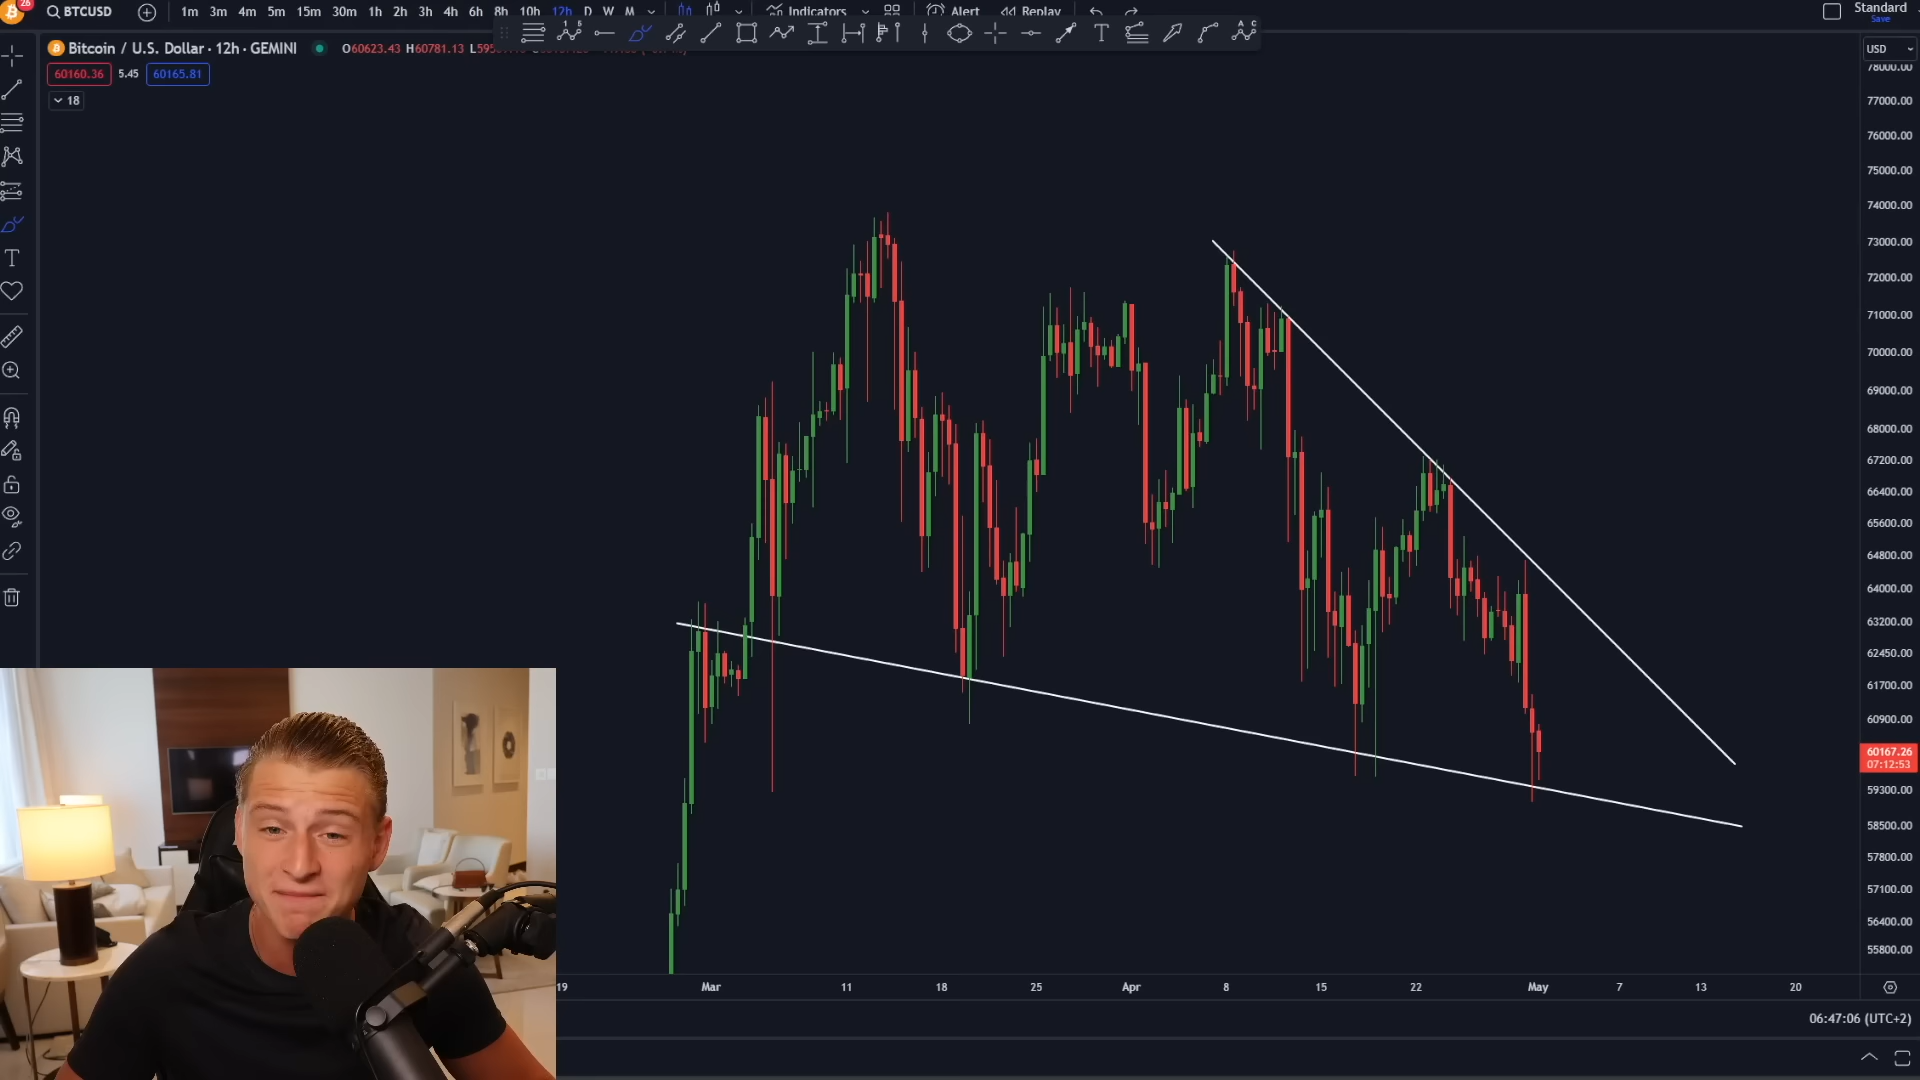 26
BTCUSD
1m 3m 4m 5m 15m 30m 1h 2h 3h 4h 6h 8h 10h 12h D W M
Indicators
Alert
Replay
Standard
Save
Bitcoin / U.S. Dollar · 12h · GEMINI
O60623.43 H60781.13
60160.36 5.45 60165.81
18
USD
78000.00
77000.00
76000.00
75000.00
74000.00
73000.00
72000.00
71000.00
70000.00
69000.00
68000.00
67200.00
66400.00
65600.00
64800.00
64000.00
63200.00
62450.00
61700.00
60900.00
60167.26
07:12:53
59300.00
58500.00
57800.00
57100.00
56400.00
55800.00
19 Mar 11 18 25 Apr 8 15 22 May 7 13 20
06:47:06 (UTC+2)